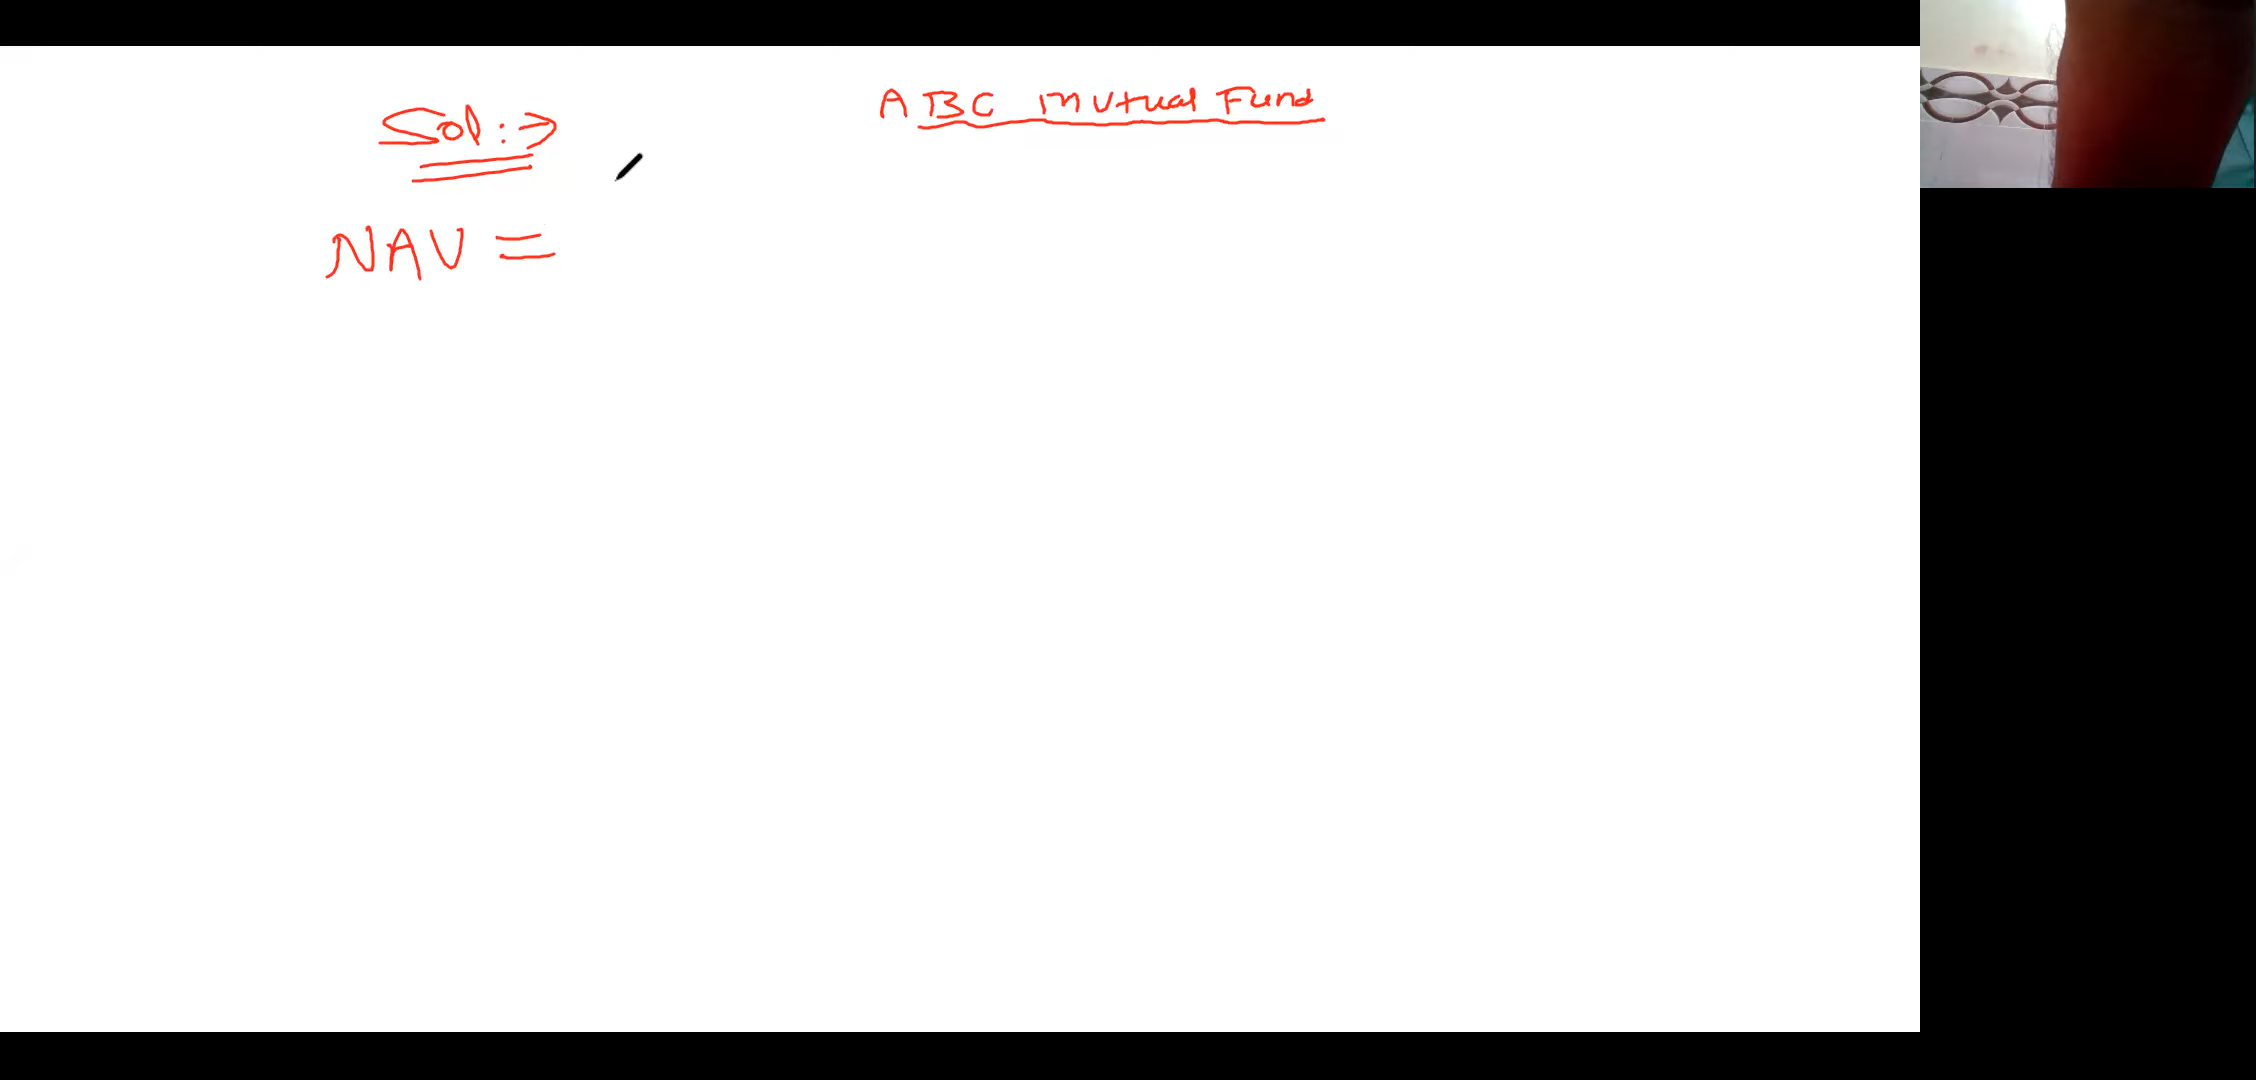 ABC Mutual Fund
Sol :→
NAV =